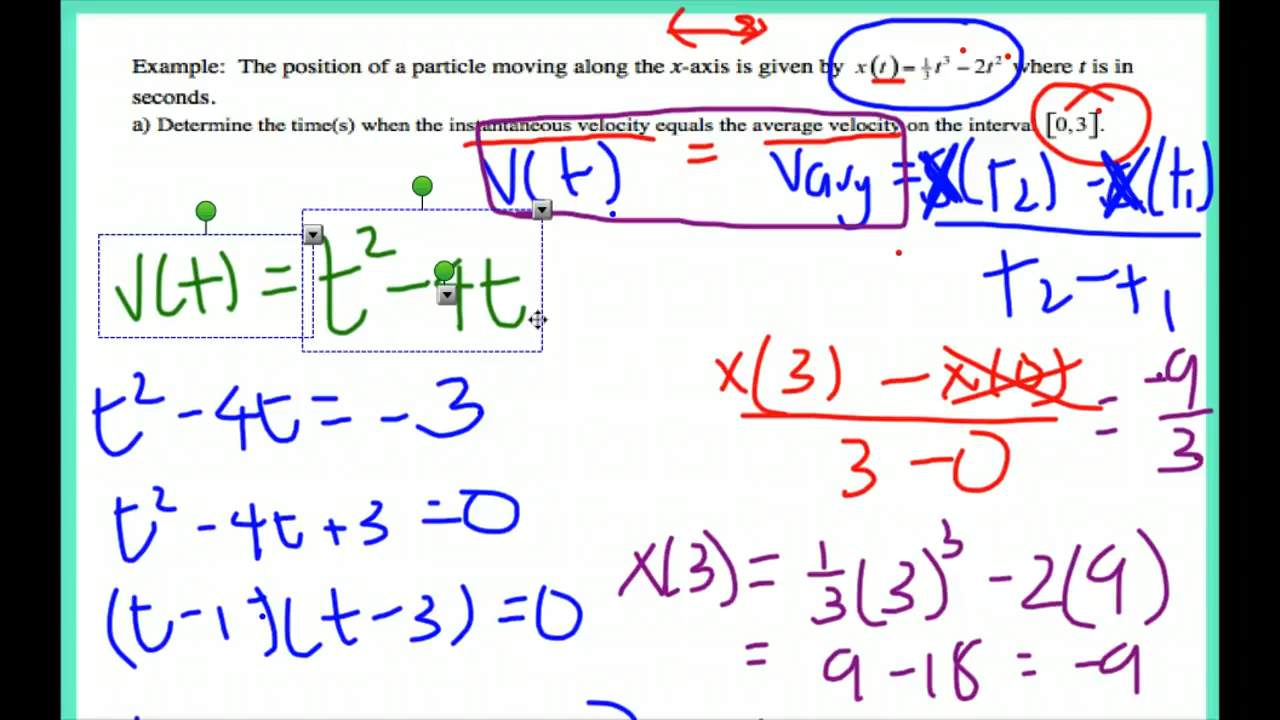 Example: The position of a particle moving along the x-axis is given by x(t)=⅓t³−2t² where t is in
seconds.
a) Determine the time(s) when the instantaneous velocity equals the average velocity on the interval [0,3].
v(t) = Vavg = x(t₂) − x(t₁)
t₂ − t₁
v(t) = t² − 4t
x(3) − x(0) = -9
3 − 0 3
t² − 4t = −3
t² − 4t + 3 = 0
x(3) = 1/3 (3)³ − 2(9)
(t − 1)(t − 3) = 0
= 9 − 18 = −9